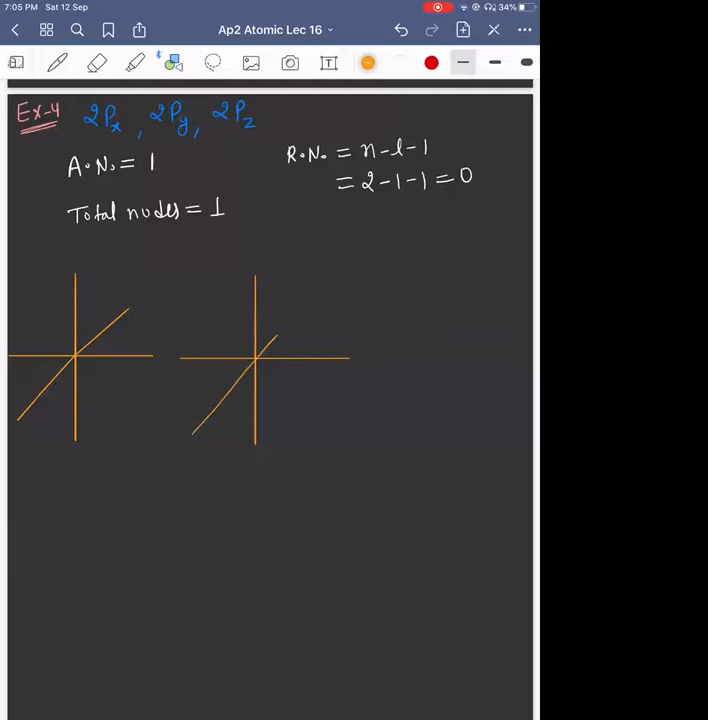 7:05 PM Sat 12 Sep
34%
Ap2 Atomic Lec 16
T
Ex-4 2Px, 2Py, 2Pz
A.N. = 1
R.N. = n-l-1
= 2-1-1=0
Total nodes = 1